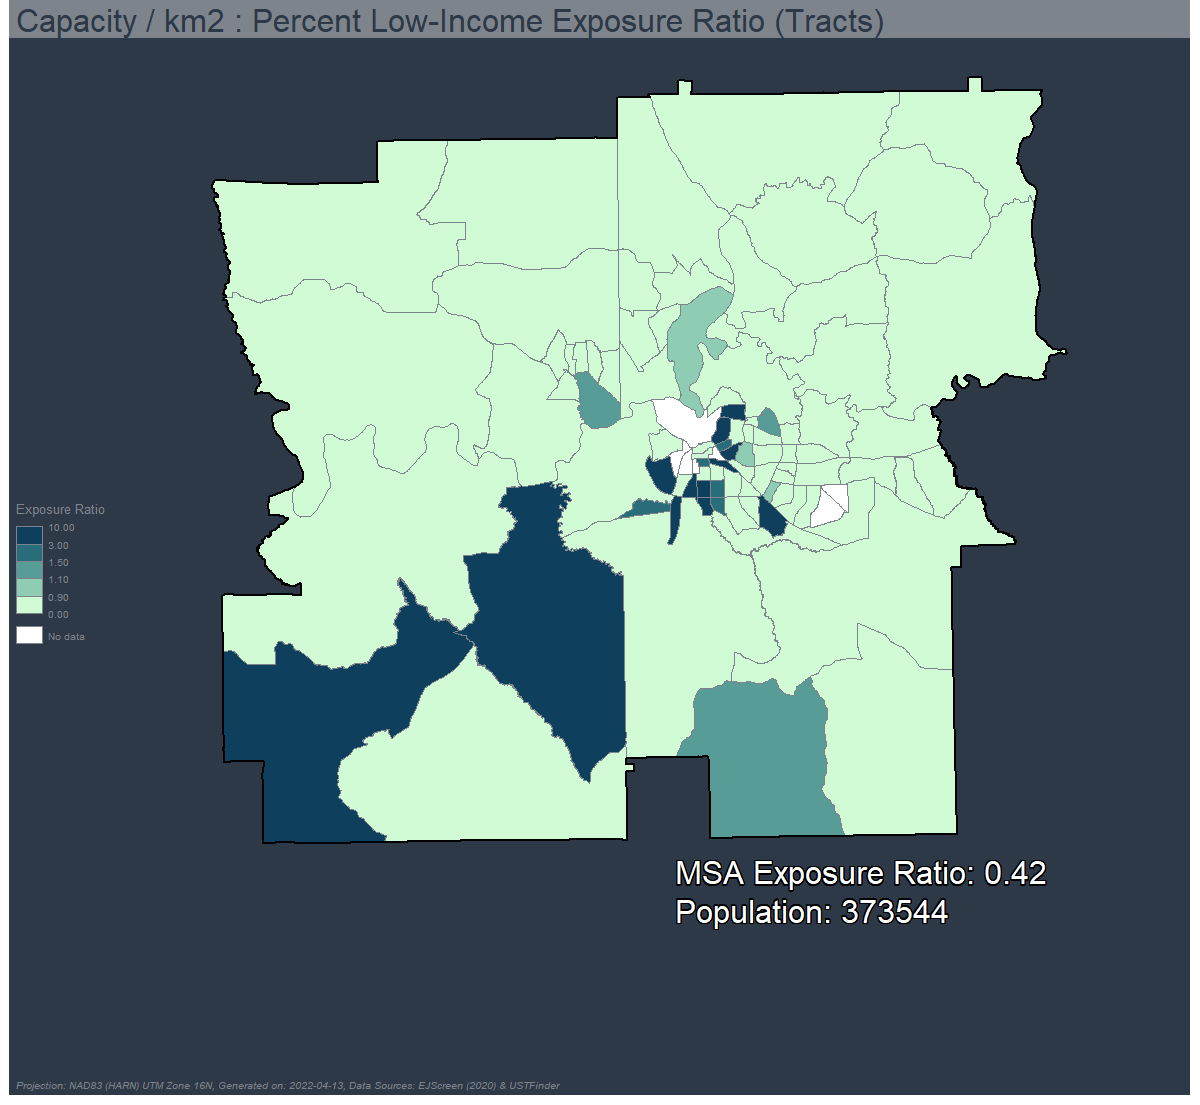 Capacity / km2 : Percent Low-Income Exposure Ratio (Tracts)
Exposure Ratio
10.00
3.00
1.50
1.10
0.90
0.00
No data
MSA Exposure Ratio: 0.42
Population: 373544
Projection: NAD83 (HARN) UTM Zone 16N, Generated on: 2022-04-13, Data Sources: EJScreen (2020) & USTFinder